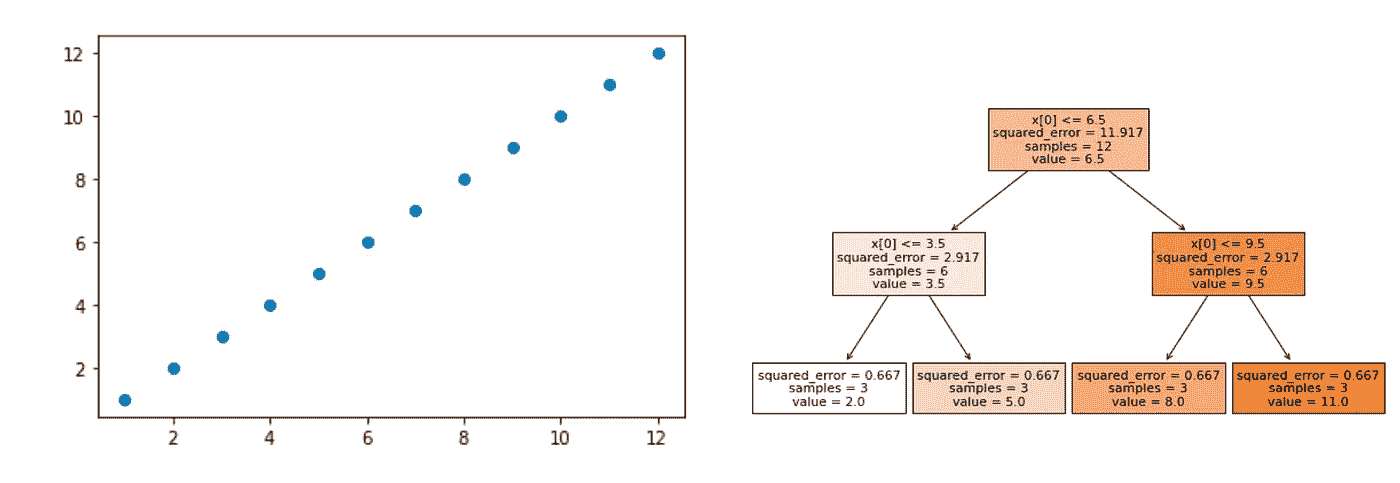 12
10
8
6
4
2
2 4 6 8 10 12
x[0] <= 6.5
squared_error = 11.917
samples = 12
value = 6.5
x[0] <= 3.5
squared_error = 2.917
samples = 6
value = 3.5
x[0] <= 9.5
squared_error = 2.917
samples = 6
value = 9.5
squared_error = 0.667
samples = 3
value = 2.0
squared_error = 0.667
samples = 3
value = 5.0
squared_error = 0.667
samples = 3
value = 8.0
squared_error = 0.667
samples = 3
value = 11.0